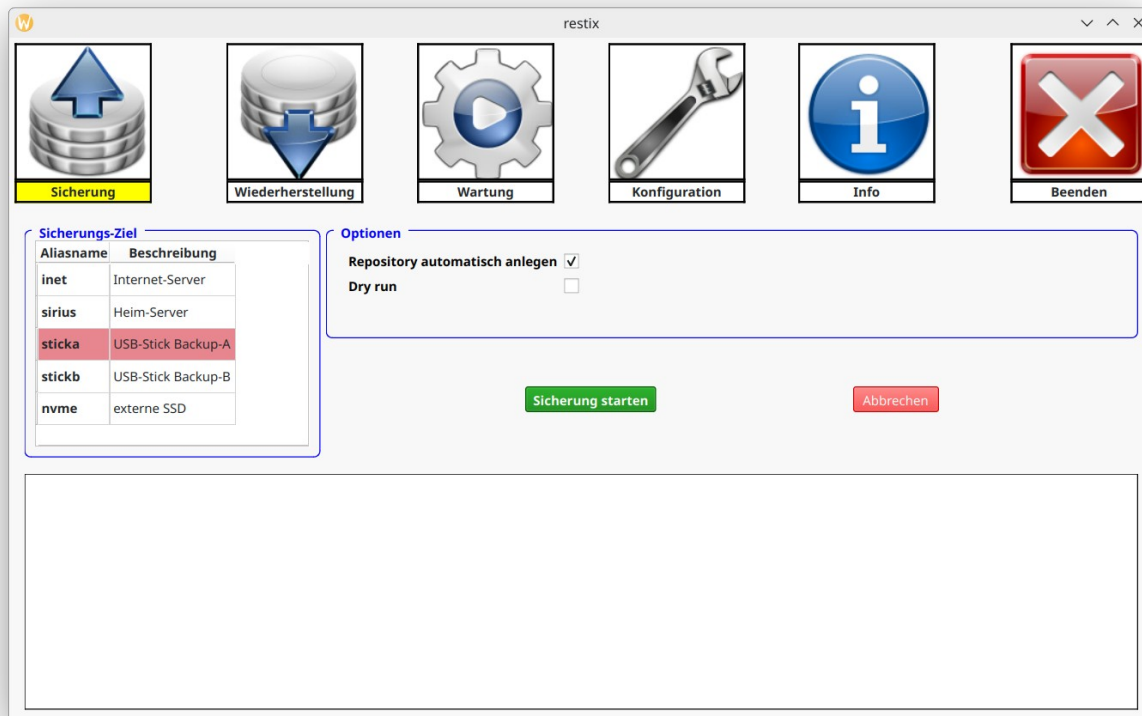 restix
Sicherung
Wiederherstellung
Wartung
Konfiguration
Info
Beenden
Sicherungs-Ziel
Aliasname Beschreibung
inet Internet-Server
sirius Heim-Server
sticka USB-Stick Backup-A
stickb USB-Stick Backup-B
nvme externe SSD
Optionen
Repository automatisch anlegen
Dry run
Sicherung starten
Abbrechen